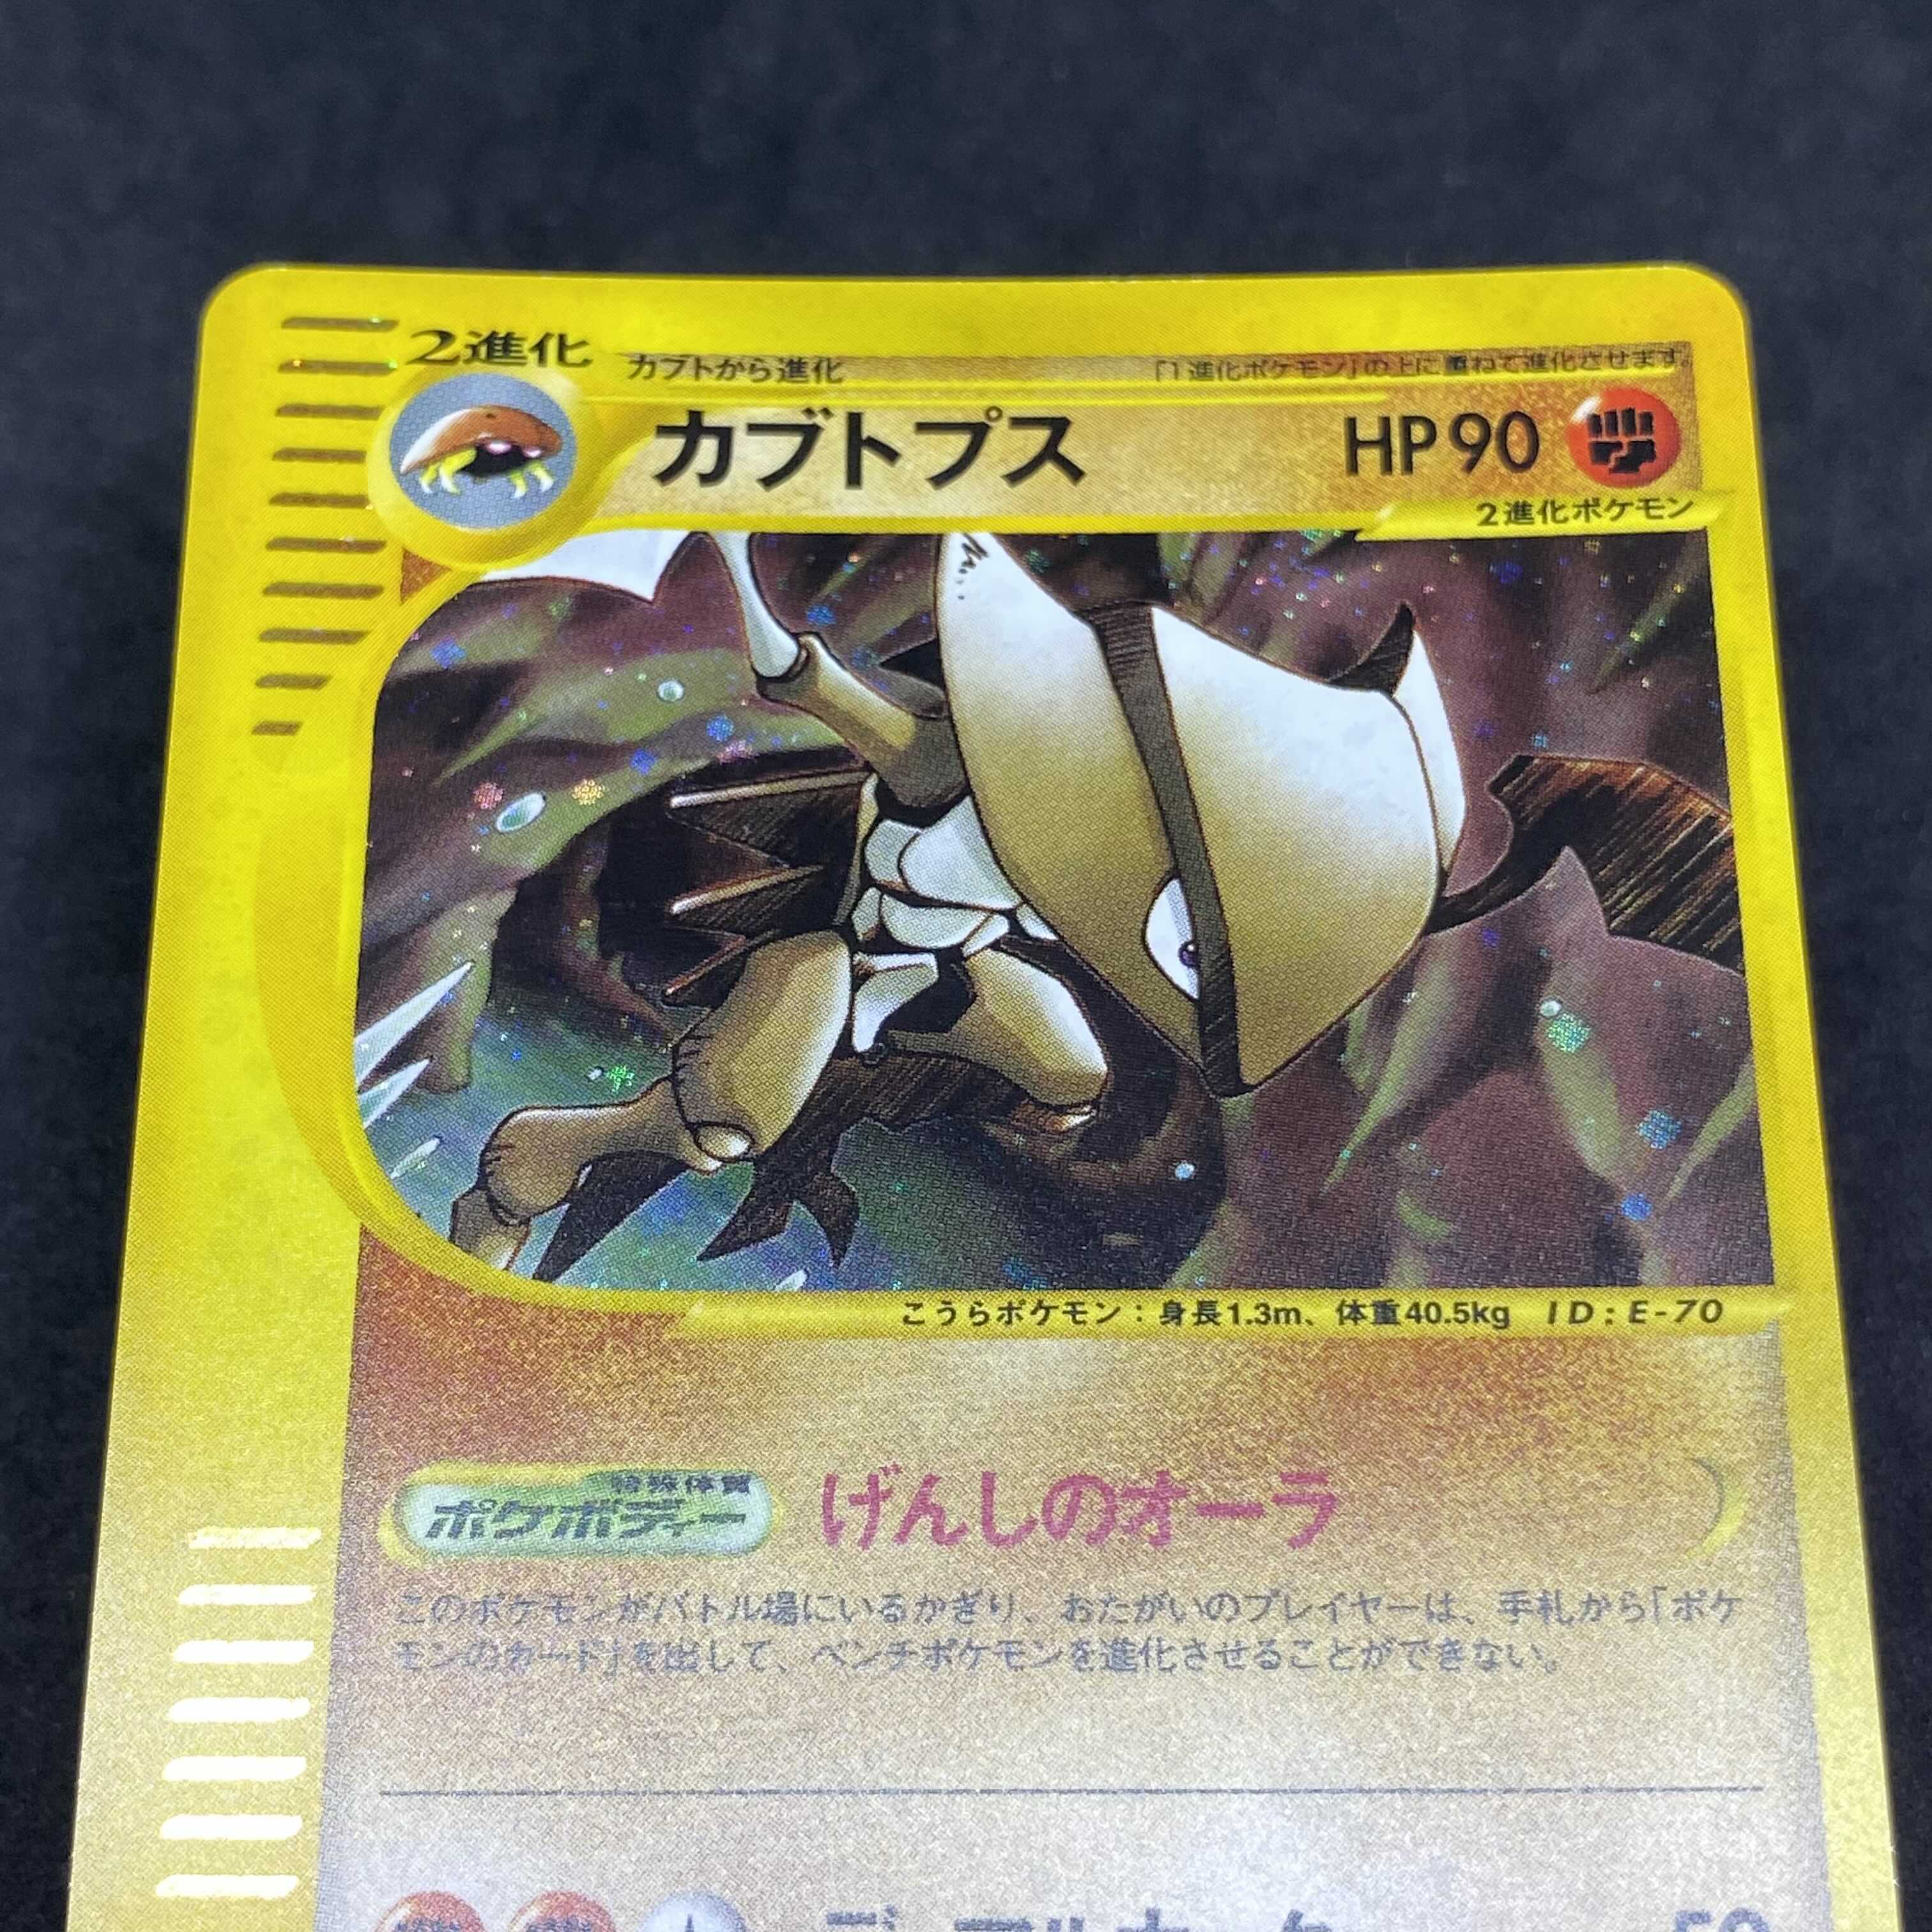 2進化
カブトから進化
「1進化ポケモン」の上に重ねて進化させます。
カブトプス HP90
2進化ポケモン
こうらポケモン：身長1.3m、体重40.5kg ID:E-70
特殊体質
ポケボディー げんしのオーラ
このポケモンがバトル場にいるかぎり、おたがいのプレイヤーは、手札から「ポケ
モンのカード」を出して、ベンチポケモンを進化させることができない。